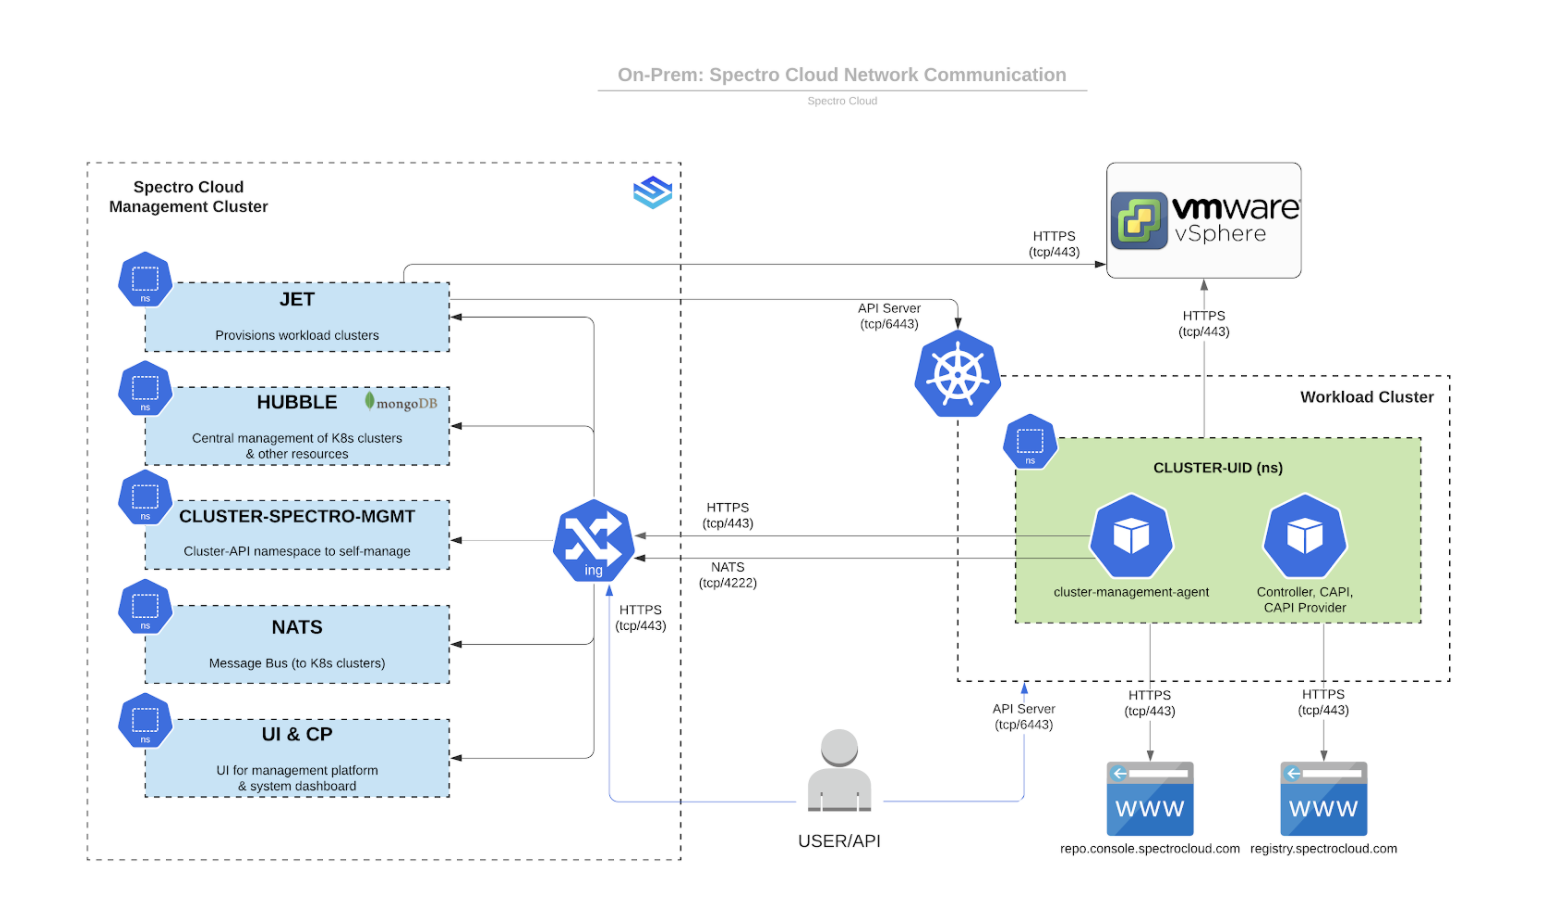 On-Prem: Spectro Cloud Network Communication
Spectro Cloud
Spectro Cloud
Management Cluster
ns
JET
Provisions workload clusters
ns
HUBBLE
mongoDB
Central management of K8s clusters
& other resources
ns
CLUSTER-SPECTRO-MGMT
Cluster-API namespace to self-manage
ns
NATS
Message Bus (to K8s clusters)
ns
UI & CP
UI for management platform
& system dashboard
ing
HTTPS
(tcp/443)
HTTPS
(tcp/443)
NATS
(tcp/4222)
HTTPS
(tcp/443)
API Server
(tcp/6443)
vmware
vSphere
HTTPS
(tcp/443)
Workload Cluster
ns
CLUSTER-UID (ns)
cluster-management-agent
Controller, CAPI,
CAPI Provider
API Server
(tcp/6443)
HTTPS
(tcp/443)
HTTPS
(tcp/443)
USER/API
WWW
repo.console.spectrocloud.com
WWW
registry.spectrocloud.com